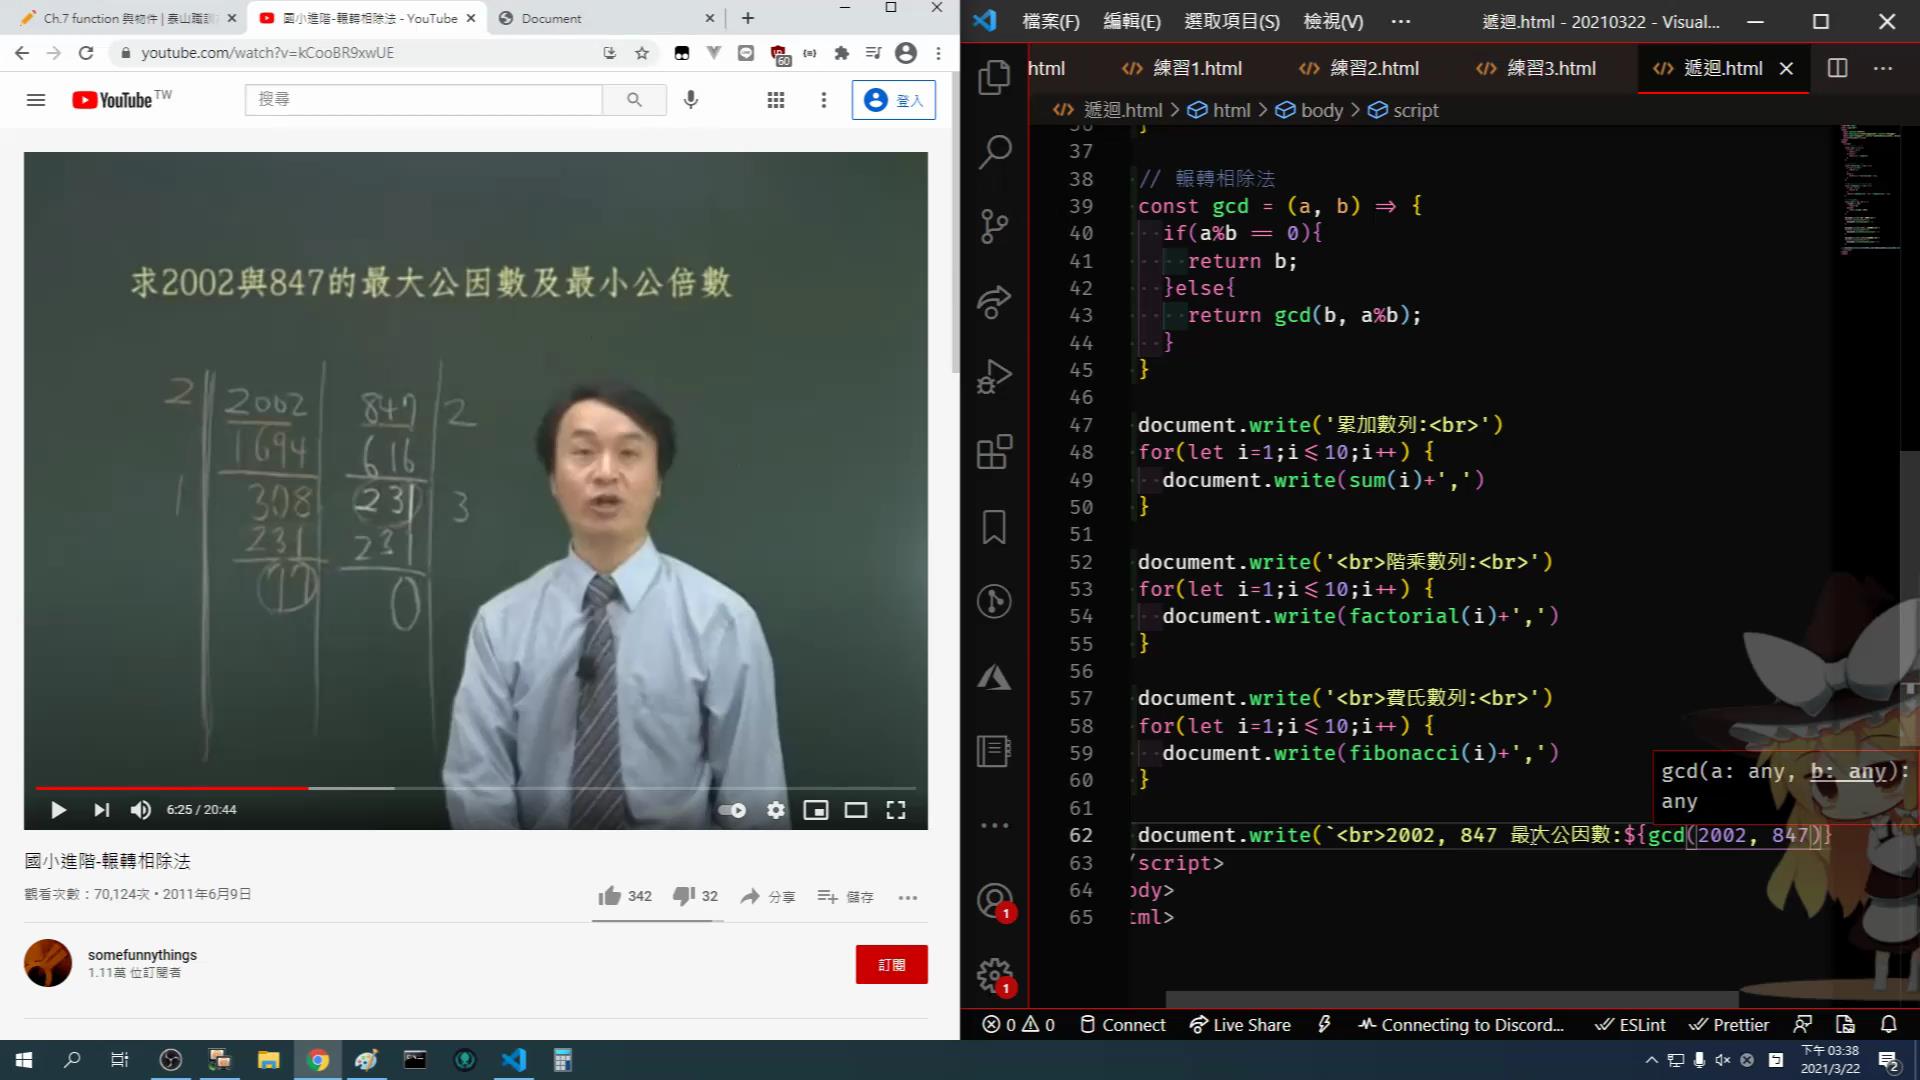 Ch.7 function 與物件 | 泰山職訓
國小進階-輾轉相除法 - YouTube
Document
youtube.com/watch?v=kCooBR9xwUE
60
YouTube TW
搜尋
登入
求2002與847的最大公因數及最小公倍數
2 2002 847 2
1694 616
1 308 231 3
231 231
77 0
6:25 / 20:44
國小進階-輾轉相除法
觀看次數：70,124次 • 2011年6月9日
342
32
分享
儲存
somefunnythings
1.11萬 位訂閱者
訂閱
檔案(F) 編輯(E) 選取項目(S) 檢視(V) ···
遞迴.html - 20210322 - Visual...
html
練習1.html
練習2.html
練習3.html
遞迴.html
遞迴.html > html > body > script
36 }
37
38 // 輾轉相除法
39 const gcd = (a, b) => {
40 if(a%b == 0){
41 return b;
42 }else{
43 return gcd(b, a%b);
44 }
45 }
46
47 document.write('累加數列:<br>')
48 for(let i=1;i<=10;i++) {
49 document.write(sum(i)+',')
50 }
51
52 document.write('<br>階乘數列:<br>')
53 for(let i=1;i<=10;i++) {
54 document.write(factorial(i)+',')
55 }
56
57 document.write('<br>費氏數列:<br>')
58 for(let i=1;i<=10;i++) {
59 document.write(fibonacci(i)+',')
60 }
61
gcd(a: any, b: any):
any
62 document.write(`<br>2002, 847 最大公因數:${gcd(2002, 847)}
63 /script>
64 ody>
65 tml>
1
1
0 0 Connect Live Share Connecting to Discord... ESLint Prettier
下午 03:38
2021/3/22
2